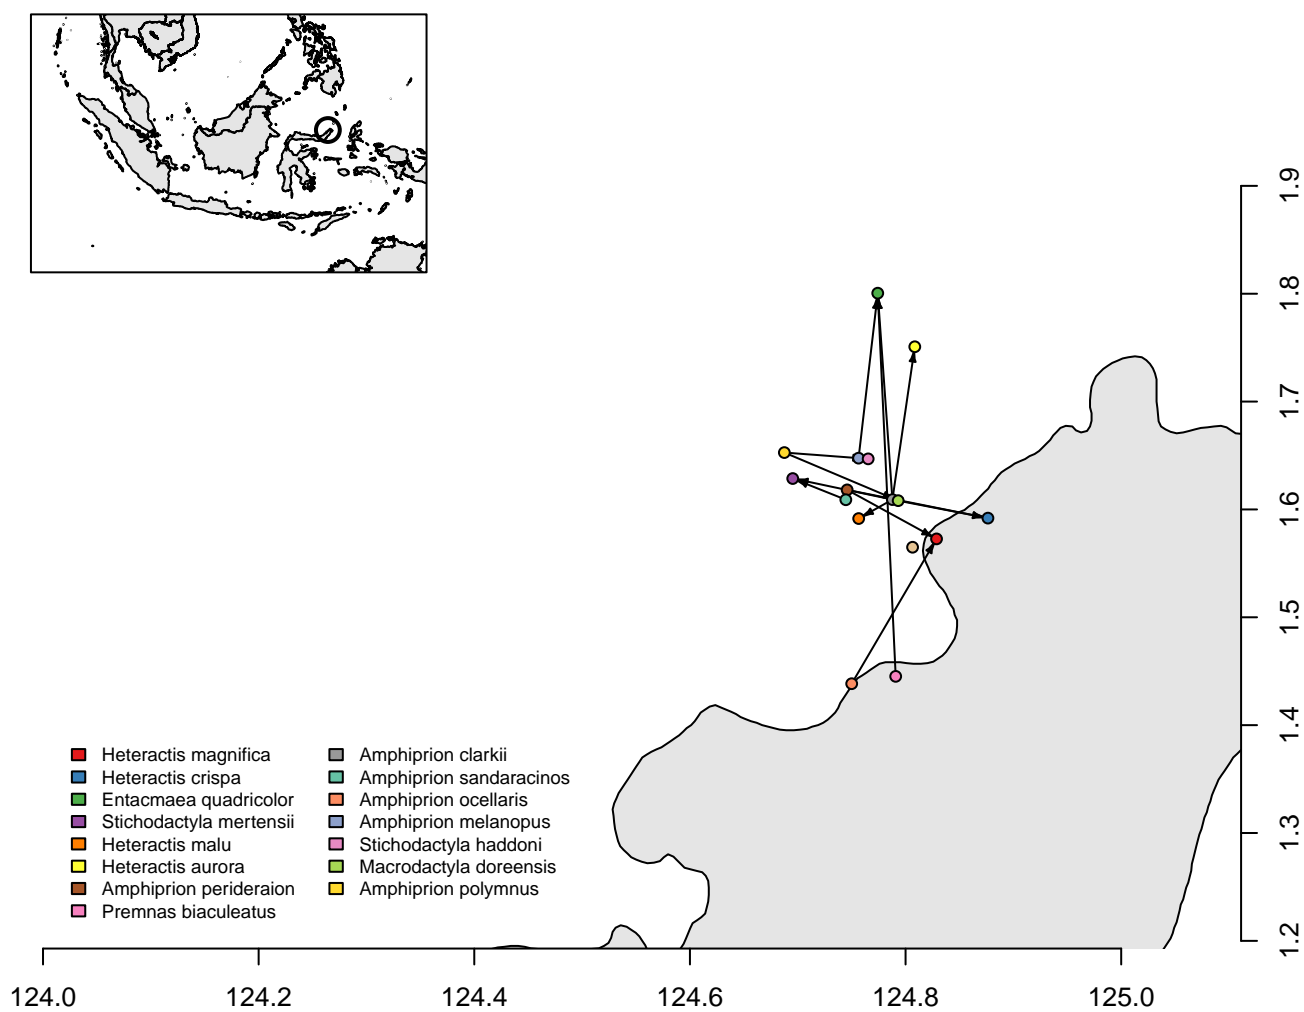 1.9
1.8
1.7
1.6
1.5
1.4
1.3
1.2
Heteractis magnifica
Heteractis crispa
Entacmaea quadricolor
Stichodactyla mertensii
Heteractis malu
Heteractis aurora
Amphiprion perideraion
Premnas biaculeatus
Amphiprion clarkii
Amphiprion sandaracinos
Amphiprion ocellaris
Amphiprion melanopus
Stichodactyla haddoni
Macrodactyla doreensis
Amphiprion polymnus
124.0
124.2
124.4
124.6
124.8
125.0